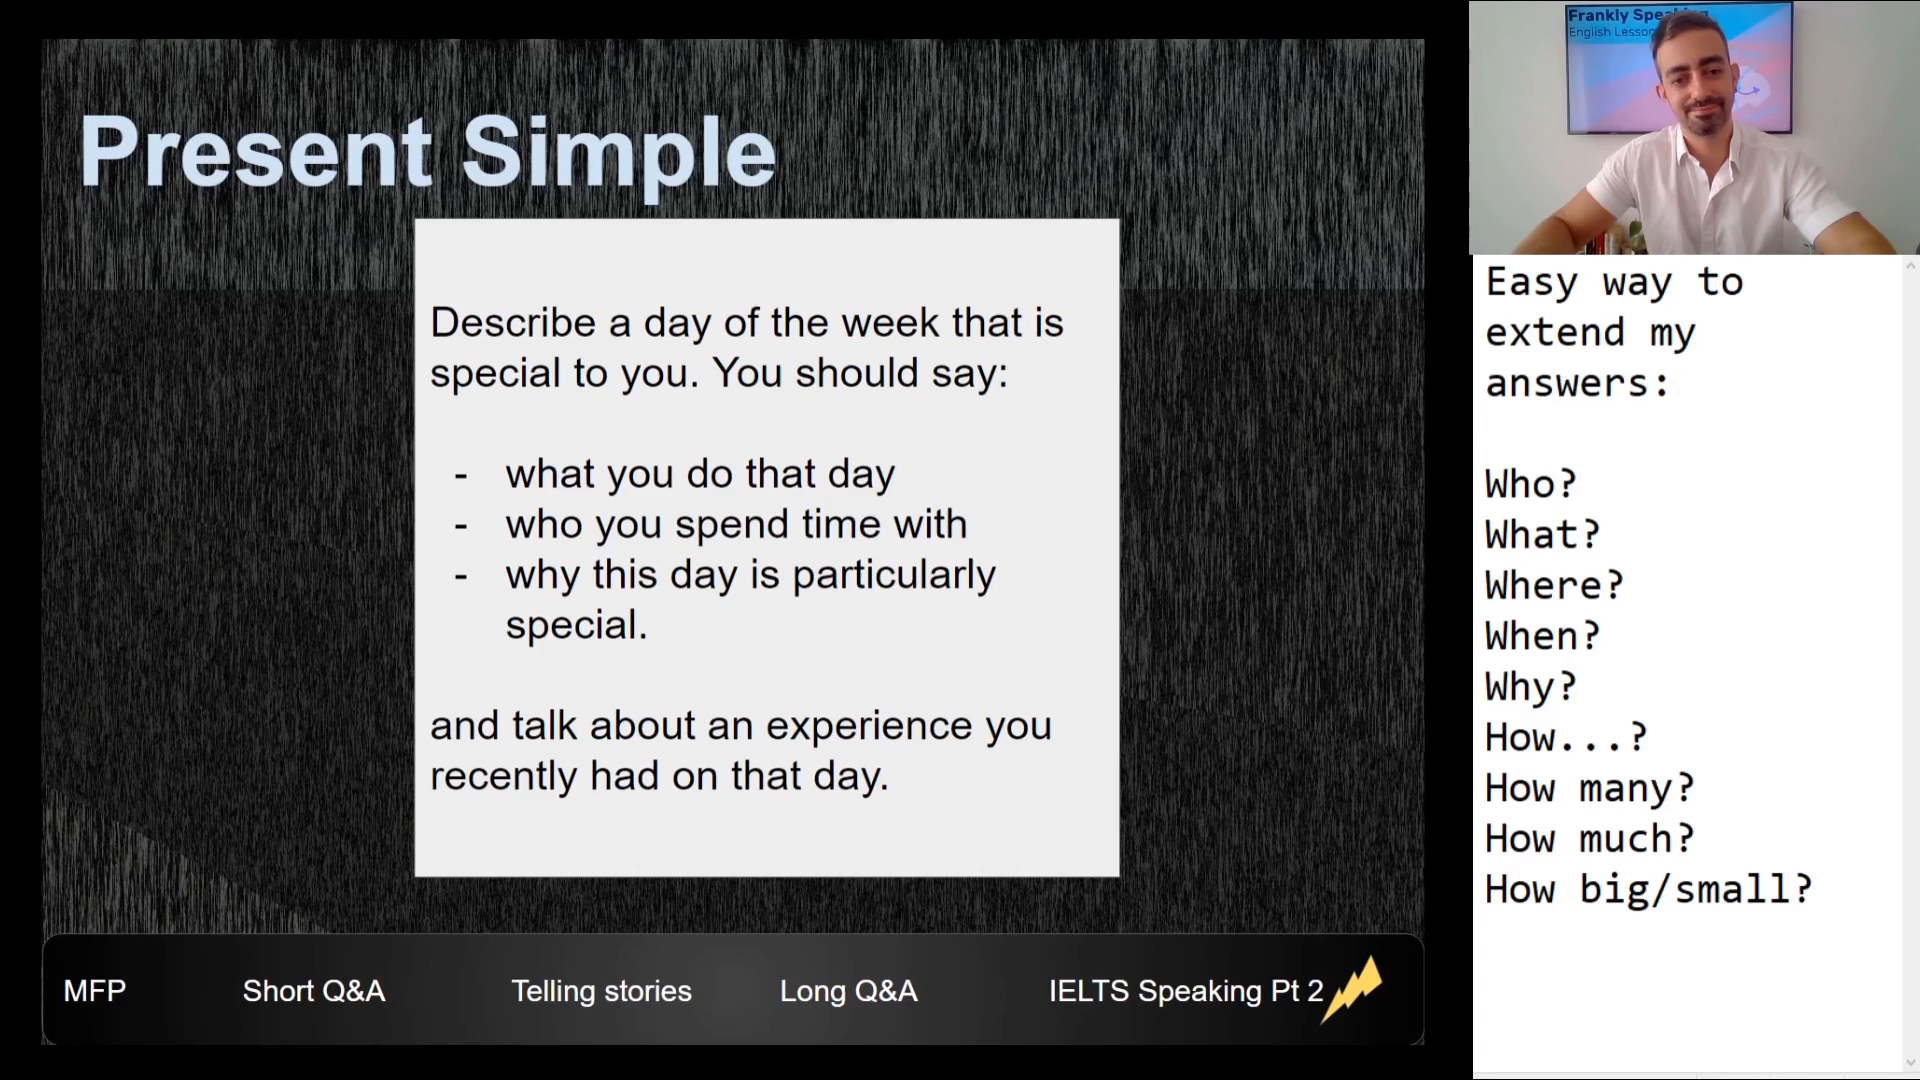 Present Simple
Describe a day of the week that is
special to you. You should say:
- what you do that day
- who you spend time with
- why this day is particularly
special.
and talk about an experience you
recently had on that day.
MFP
Short Q&A
Telling stories
Long Q&A
IELTS Speaking Pt 2
Frankly Speaking
English Lesson
Easy way to
extend my
answers:
Who?
What?
Where?
When?
Why?
How...?
How many?
How much?
How big/small?